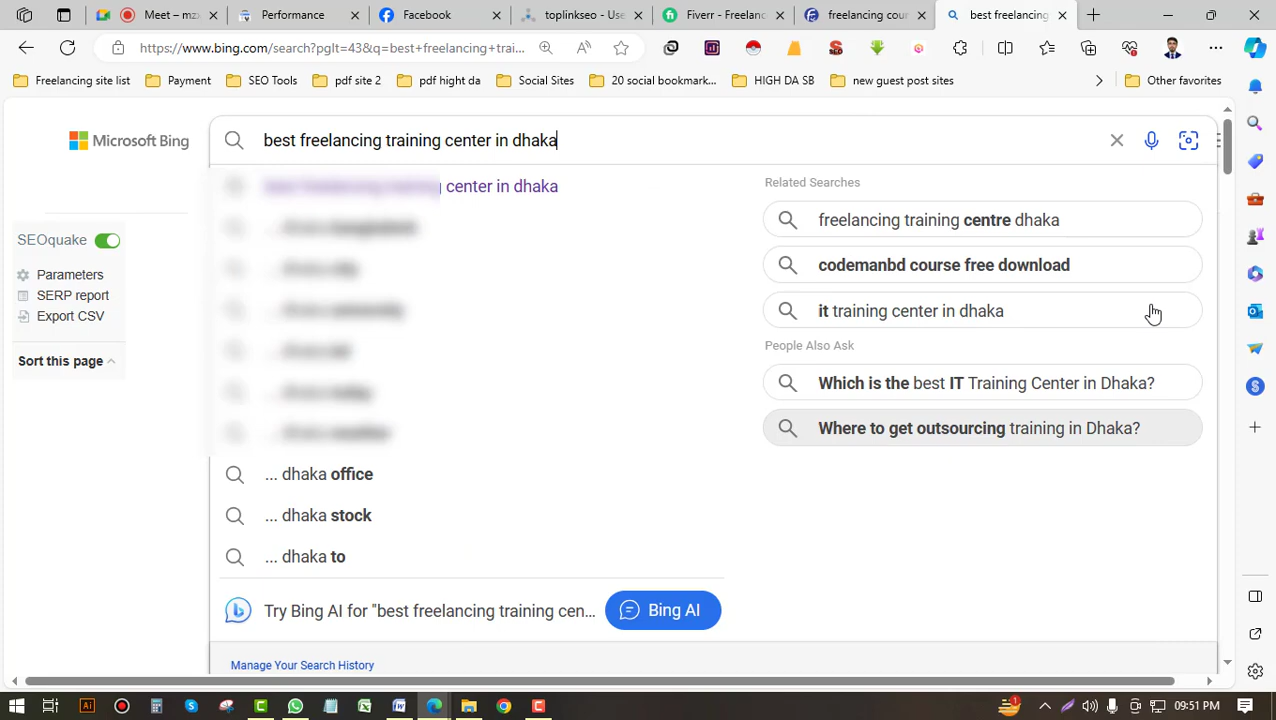 Meet – mz
Performance
Facebook
toplinkseo - Use
Fiverr - Freelanc
freelancing cour
best freelancing
https://www.bing.com/search?pglt=43&q=best+freelancing+trai...
Freelancing site list
Payment
SEO Tools
pdf site 2
pdf hight da
Social Sites
20 social bookmark...
HIGH DA SB
new guest post sites
Other favorites
Microsoft Bing
best freelancing training center in dhaka
center in dhaka
... dhaka office
... dhaka stock
... dhaka to
Try Bing AI for "best freelancing training cen...
Bing AI
Manage Your Search History
Related Searches
freelancing training centre dhaka
codemanbd course free download
it training center in dhaka
People Also Ask
Which is the best IT Training Center in Dhaka?
Where to get outsourcing training in Dhaka?
SEOquake
Parameters
SERP report
Export CSV
Sort this page
09:51 PM